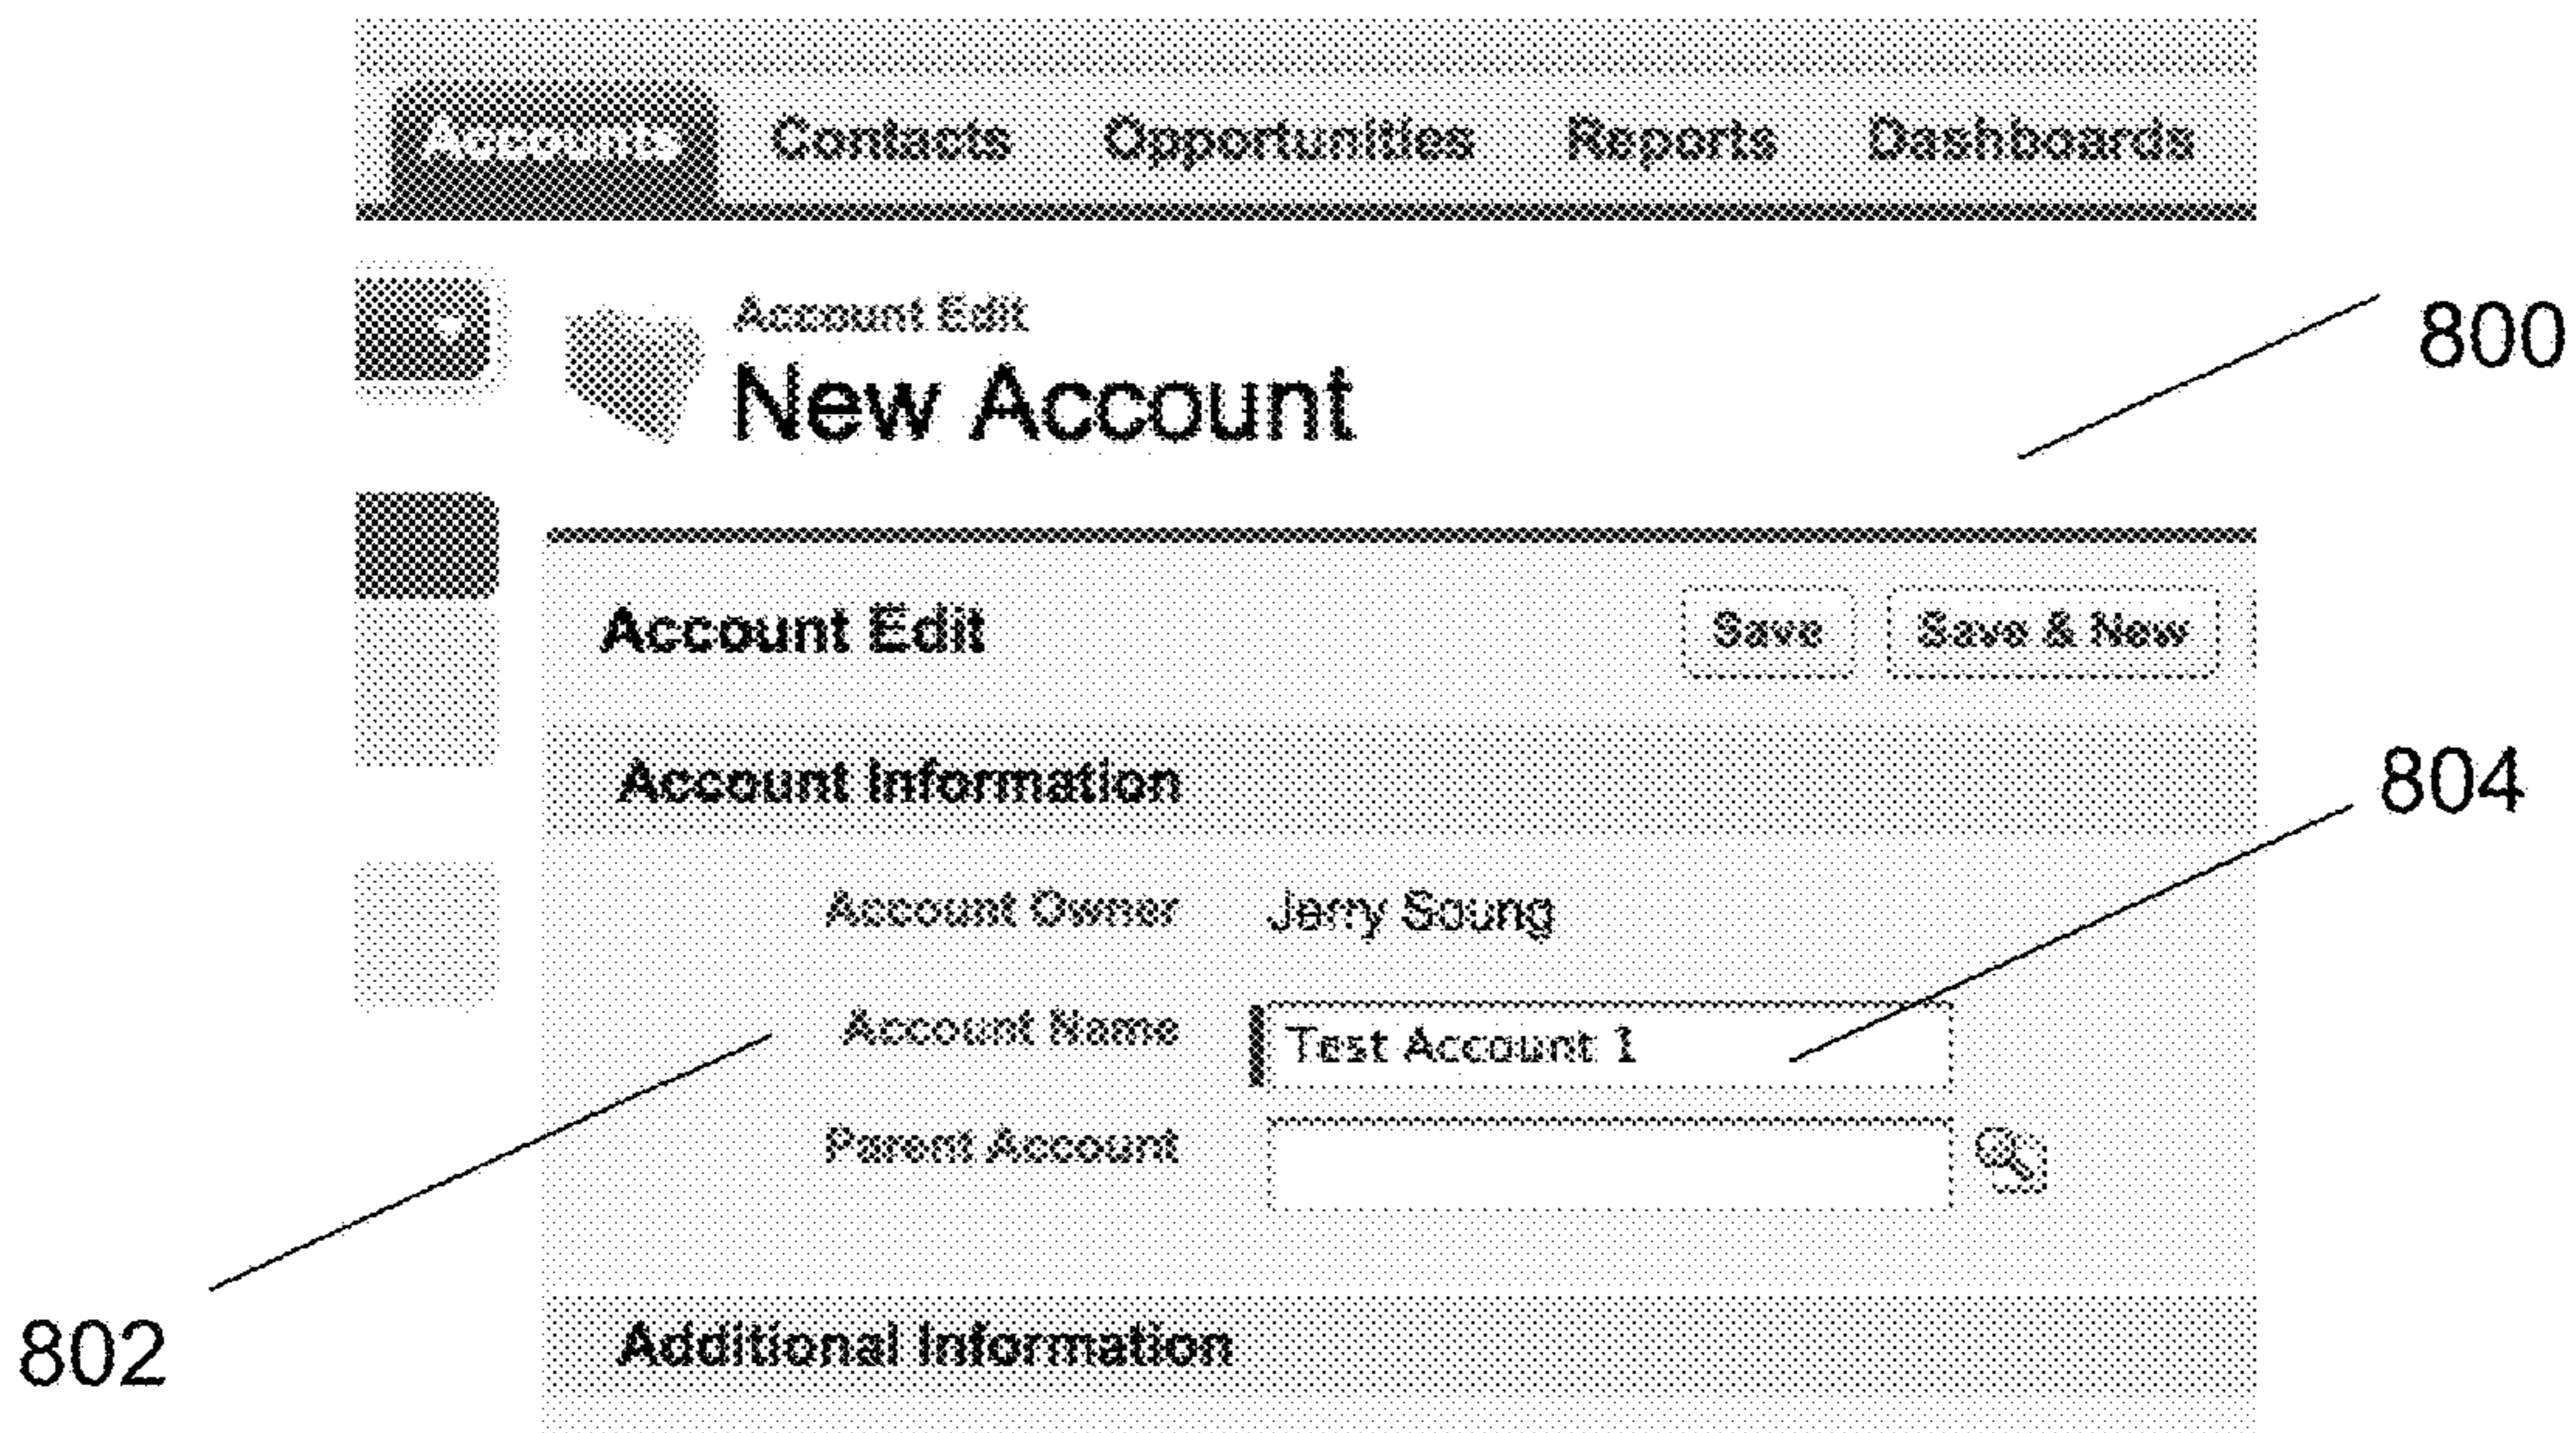 Accounts Contacts Opportunities Reports Dashboards
Account Edit
New Account
800
Account Edit Save Save & New
Account Information
804
Account Owner Jerry Soung
Account Name Test Account 1
Parent Account
802
Additional Information